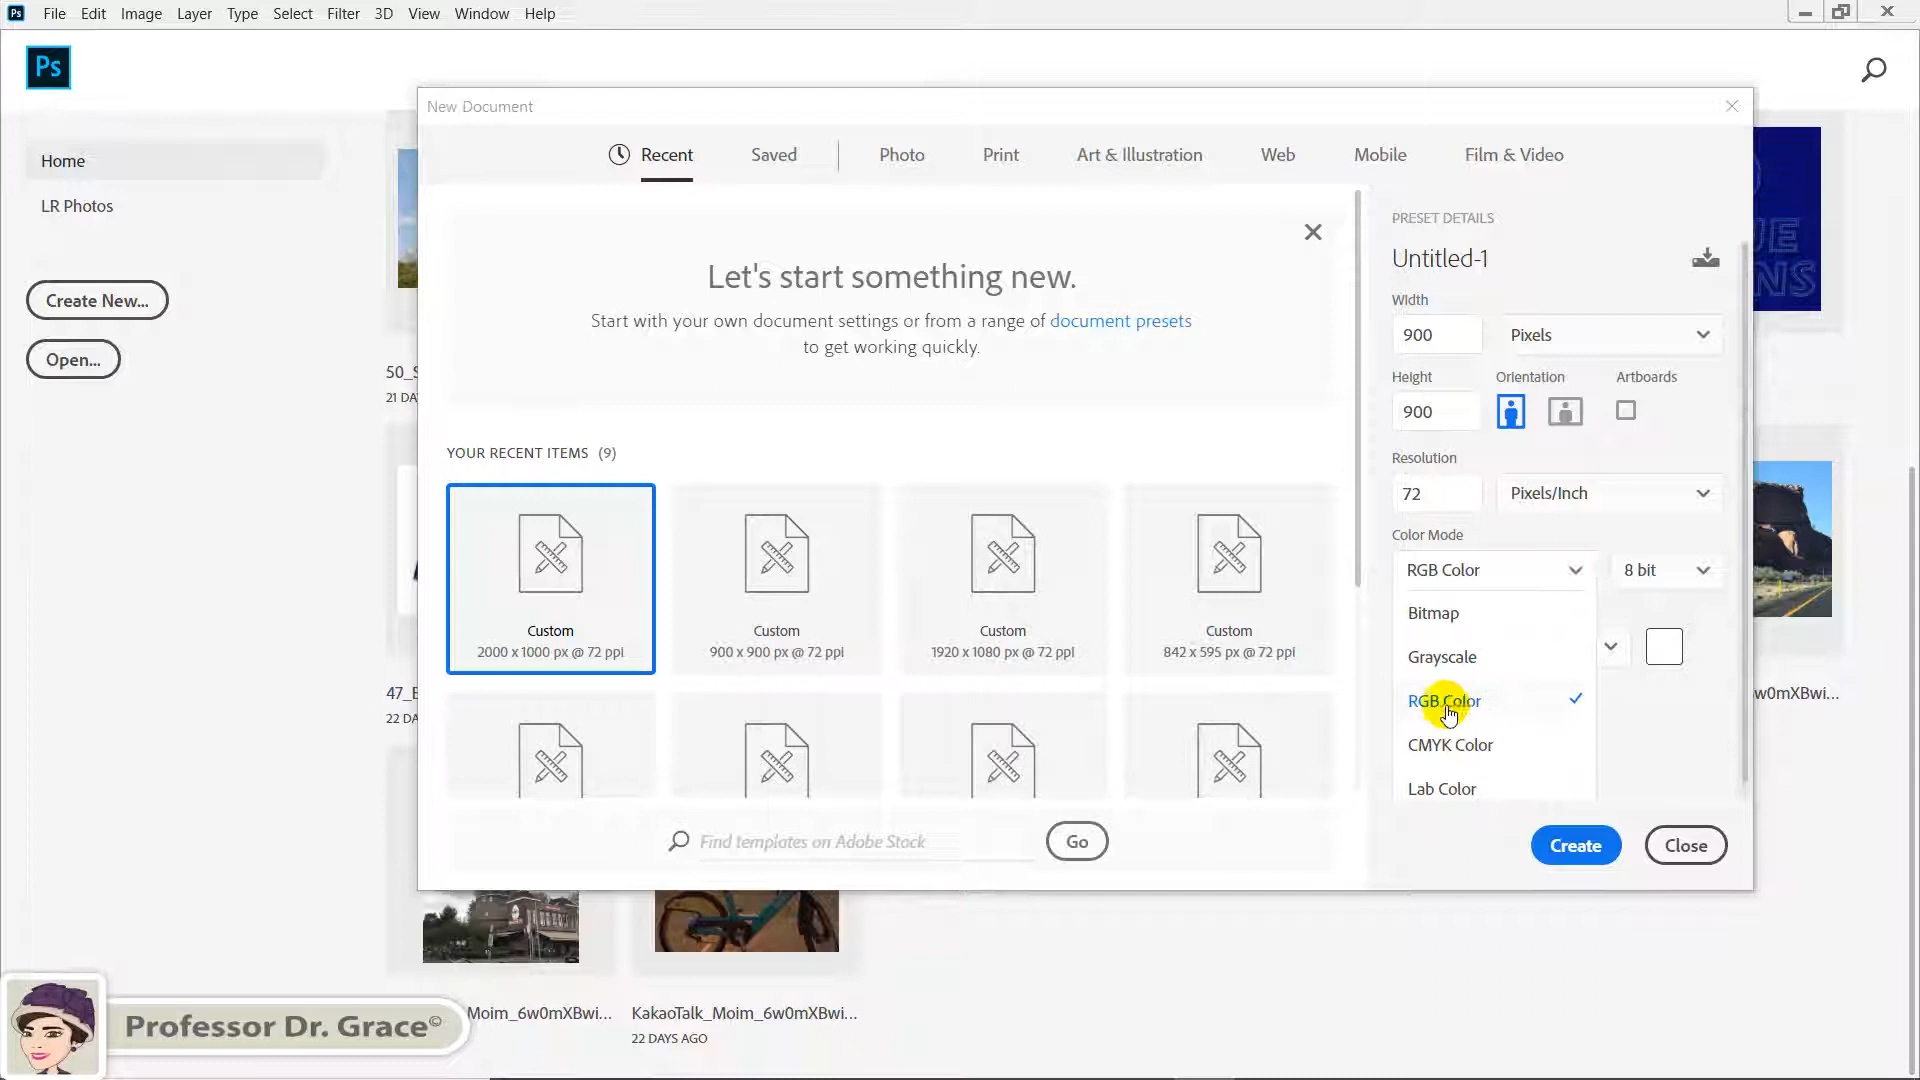 Ps File Edit Image Layer Type Select Filter 3D View Window Help
Ps
New Document
Home
LR Photos
Create New...
Open...
Recent Saved Photo Print Art & Illustration Web Mobile Film & Video
Let's start something new.
Start with your own document settings or from a range of document presets
to get working quickly.
YOUR RECENT ITEMS (9)
Custom
2000 x 1000 px @ 72 ppi
Custom
900 x 900 px @ 72 ppi
Custom
1920 x 1080 px @ 72 ppi
Custom
842 x 595 px @ 72 ppi
Find templates on Adobe Stock
Go
PRESET DETAILS
Untitled-1
Width
900 Pixels
Height Orientation Artboards
900
Resolution
72 Pixels/Inch
Color Mode
RGB Color 8 bit
Bitmap
Grayscale
RGB Color
CMYK Color
Lab Color
Create Close
50_S
21 DA
47_
22 DA
w0mXBwi...
UE
NS
Moim_6w0mXBwi...
KakaoTalk_Moim_6w0mXBwi...
22 DAYS AGO
Professor Dr. Grace©